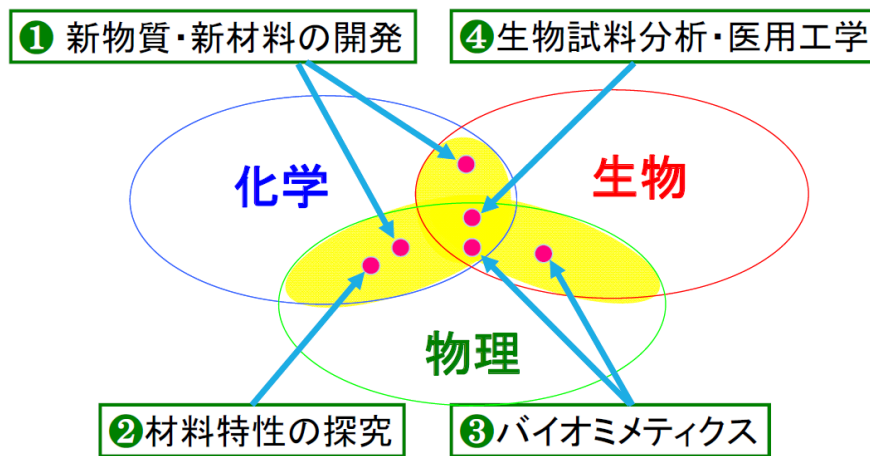 ❶ 新物質・新材料の開発
❹生物試料分析・医用工学
化学
生物
物理
❷材料特性の探究
❸バイオミメティクス